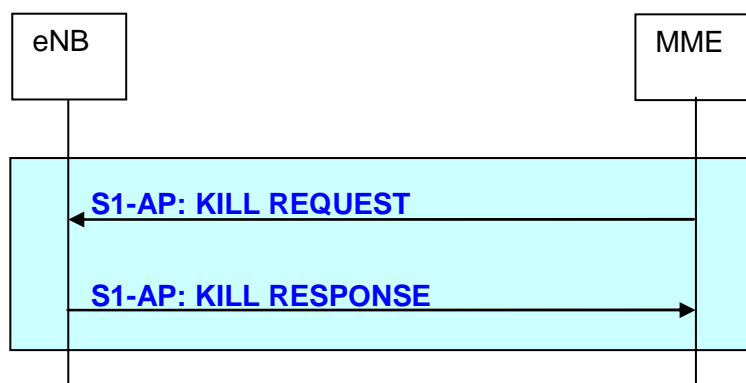 eNB
MME
S1-AP: KILL REQUEST
S1-AP: KILL RESPONSE